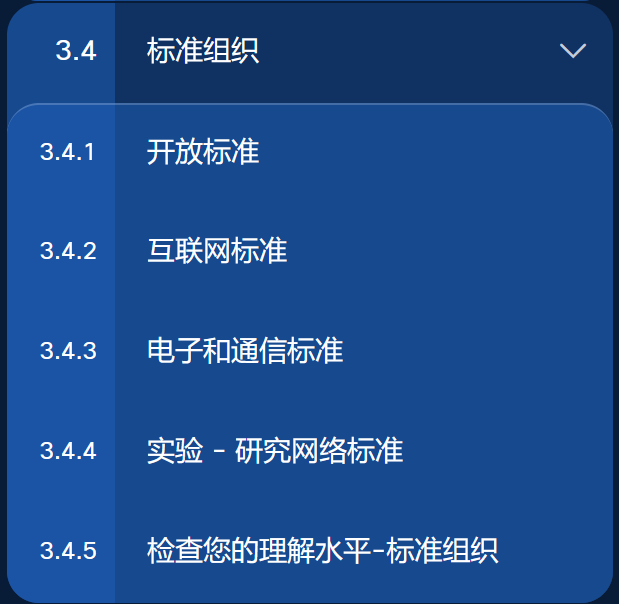 3.4 标准组织
3.4.1 开放标准
3.4.2 互联网标准
3.4.3 电子和通信标准
3.4.4 实验 - 研究网络标准
3.4.5 检查您的理解水平-标准组织